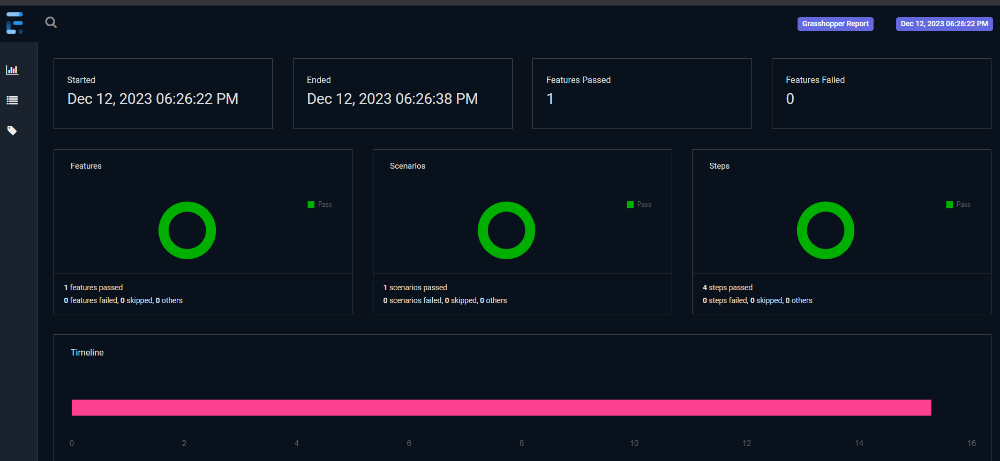 Grasshopper Report
Dec 12, 2023 06:26:22 PM
Started
Dec 12, 2023 06:26:22 PM
Ended
Dec 12, 2023 06:26:38 PM
Features Passed
1
Features Failed
0
Features
Pass
1 features passed
0 features failed, 0 skipped, 0 others
Scenarios
Pass
1 scenarios passed
0 scenarios failed, 0 skipped, 0 others
Steps
Pass
4 steps passed
0 steps failed, 0 skipped, 0 others
Timeline
0 2 4 6 8 10 12 14 16